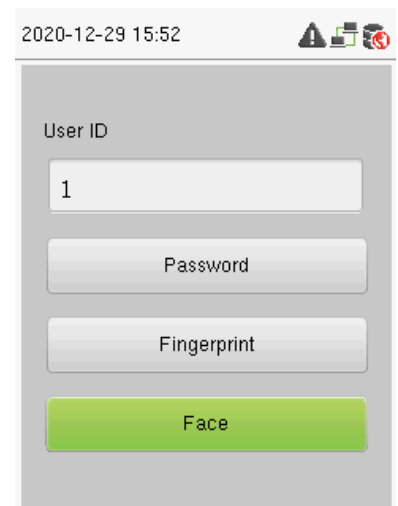 2020-12-29 15:52
User ID
1
Password
Fingerprint
Face